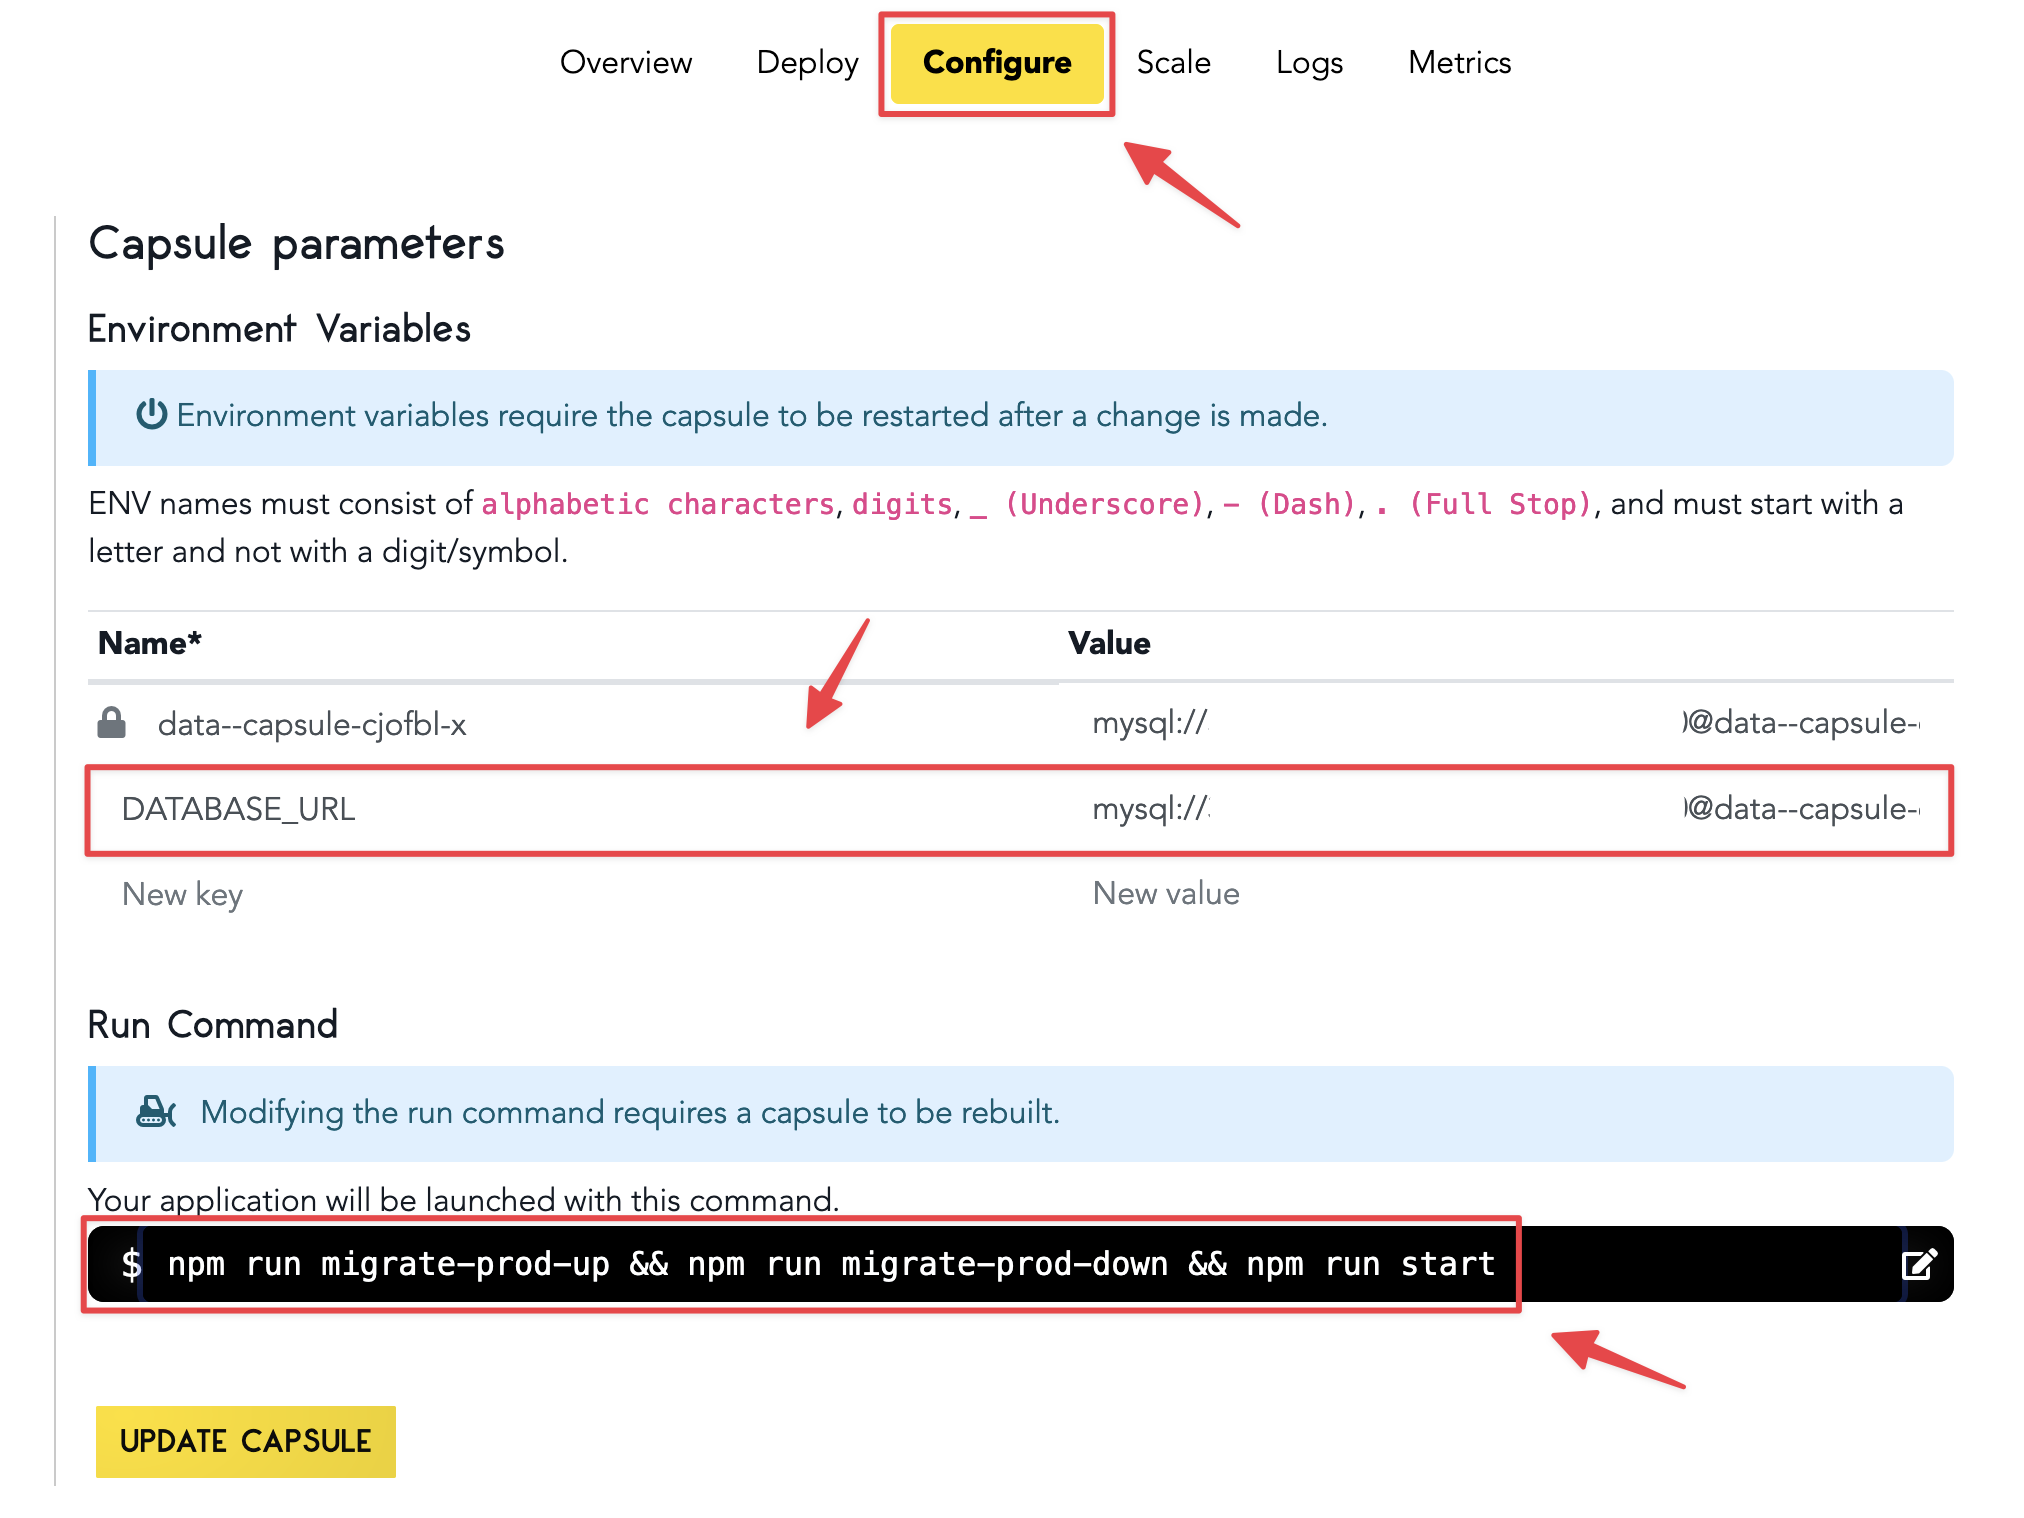 Overview Deploy Configure Scale Logs Metrics
Capsule parameters
Environment Variables
Environment variables require the capsule to be restarted after a change is made.
ENV names must consist of alphabetic characters, digits, _ (Underscore), - (Dash), . (Full Stop), and must start with a
letter and not with a digit/symbol.
Name* Value
data--capsule-cjofbl-x mysql:// @data--capsule-
DATABASE_URL mysql:// @data--capsule-
New key New value
Run Command
Modifying the run command requires a capsule to be rebuilt.
Your application will be launched with this command.
$ npm run migrate-prod-up && npm run migrate-prod-down && npm run start
UPDATE CAPSULE